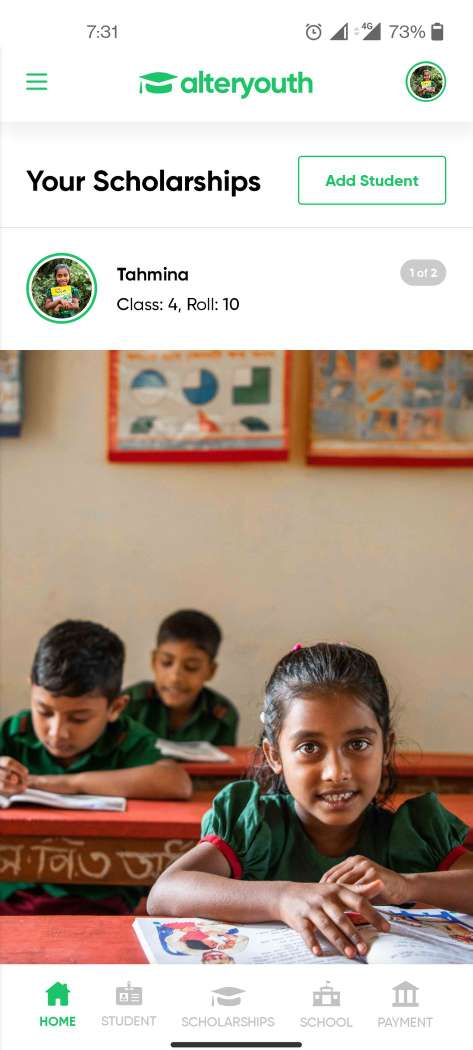 7:31
4G
73%
alteryouth
Your Scholarships
Add Student
Tahmina
1 of 2
Class: 4, Roll: 10
HOME
STUDENT
SCHOLARSHIPS
SCHOOL
PAYMENT